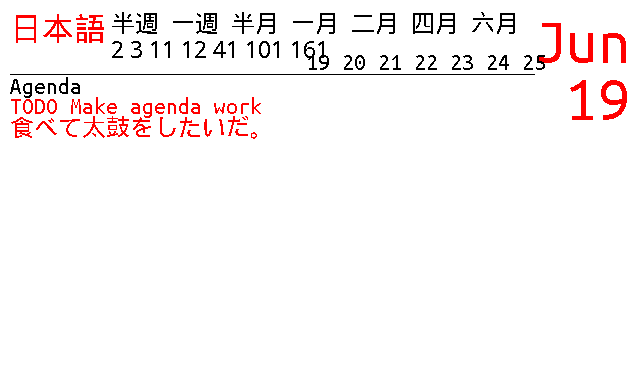 日本語 半週 一週 半月 一月 二月 四月 六月
2 3 11 12 41 101 161
19 20 21 22 23 24 25
Jun
19
Agenda
TODO Make agenda work
食べて太鼓をしたいだ。